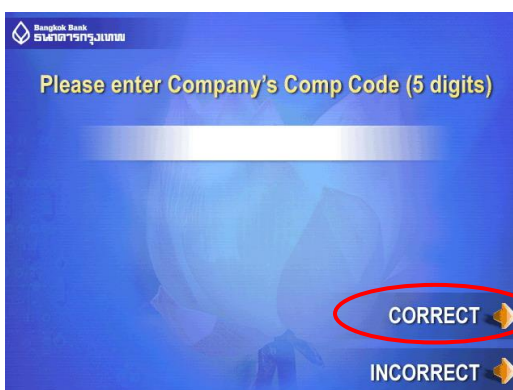 Bangkok Bank
ธนาคารกรุงเทพ
Please enter Company's Comp Code (5 digits)
CORRECT
INCORRECT